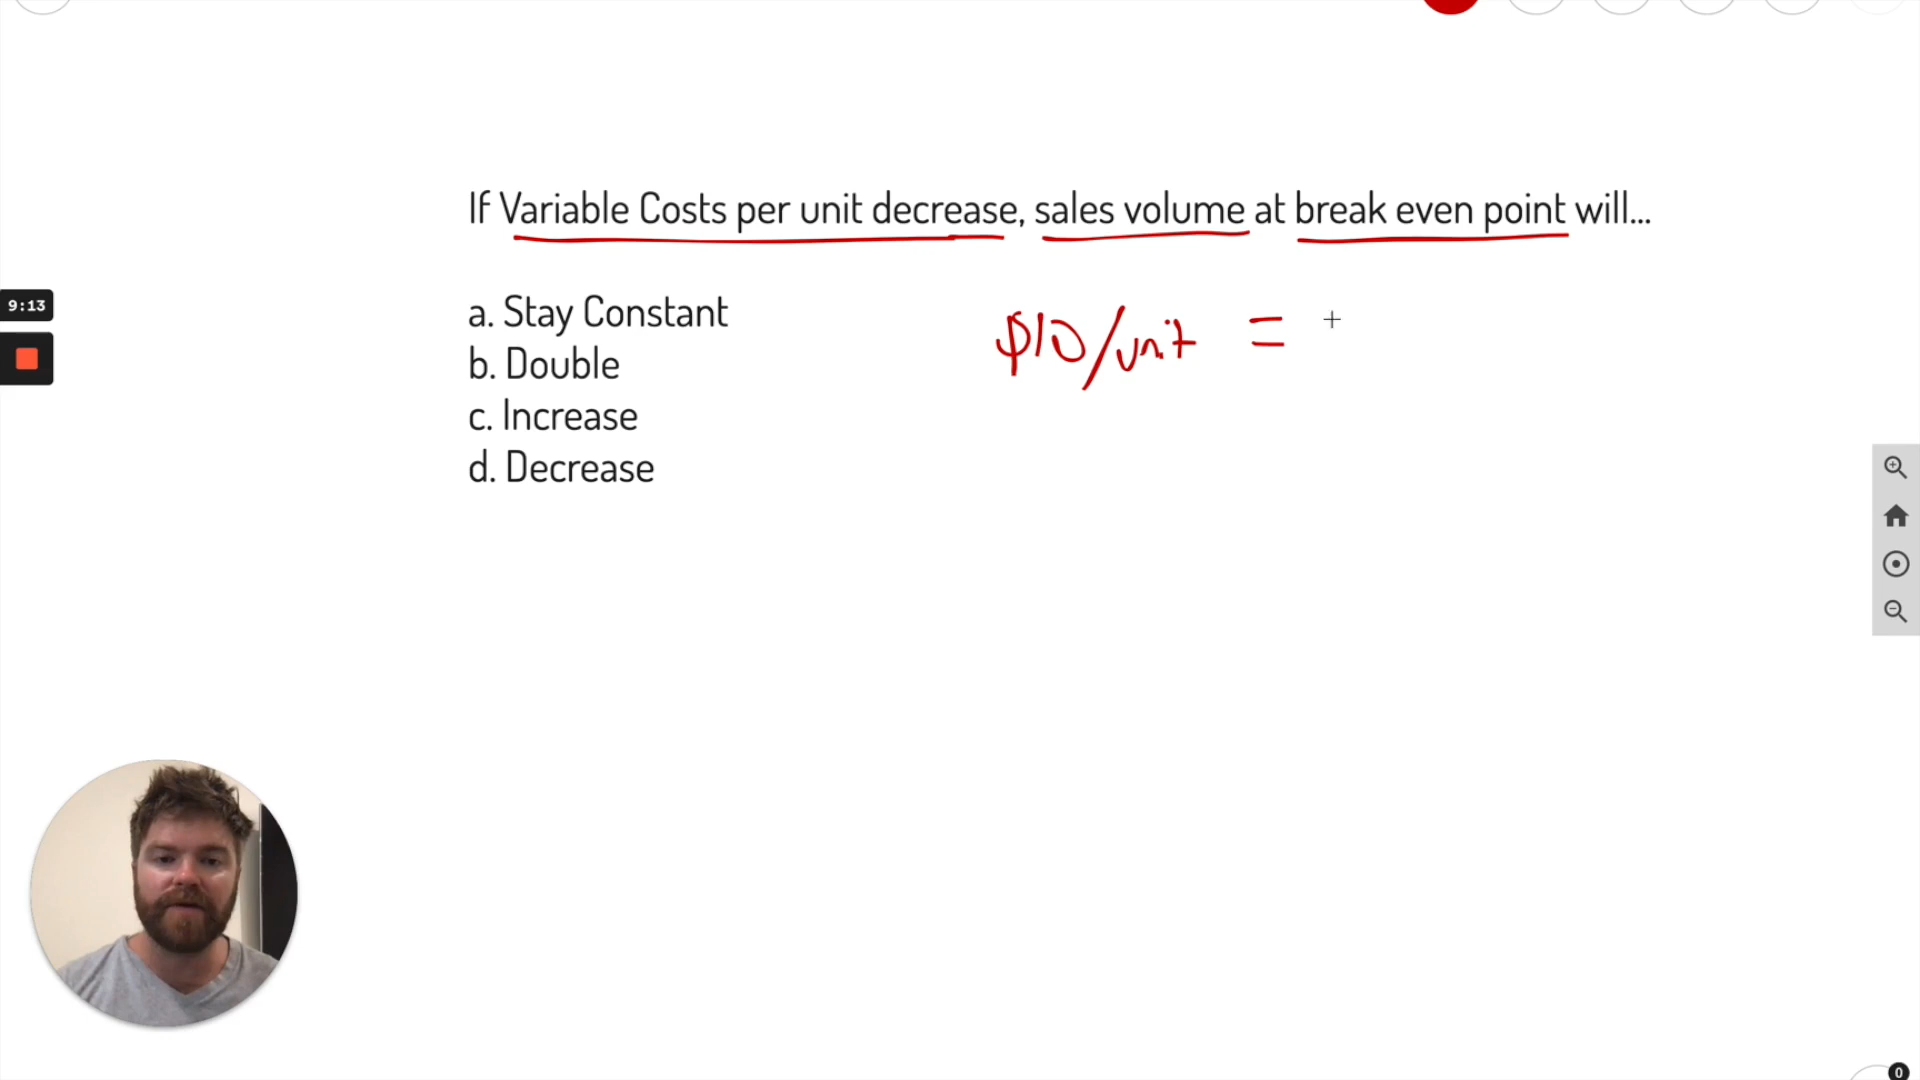 If Variable Costs per unit decrease, sales volume at break even point will...
9:13
a. Stay Constant
$10/unit =
b. Double
c. Increase
d. Decrease
0